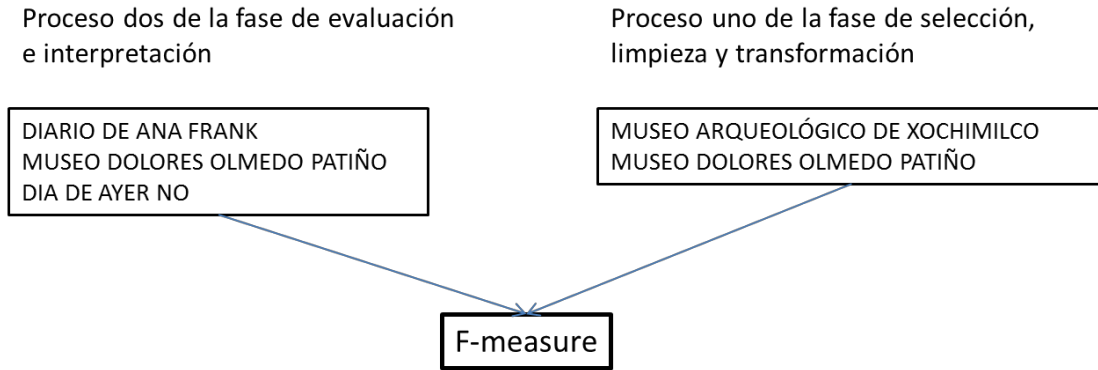 Proceso dos de la fase de evaluación
e interpretación
Proceso uno de la fase de selección,
limpieza y transformación
DIARIO DE ANA FRANK
MUSEO DOLORES OLMEDO PATIÑO
DIA DE AYER NO
MUSEO ARQUEOLÓGICO DE XOCHIMILCO
MUSEO DOLORES OLMEDO PATIÑO
F-measure